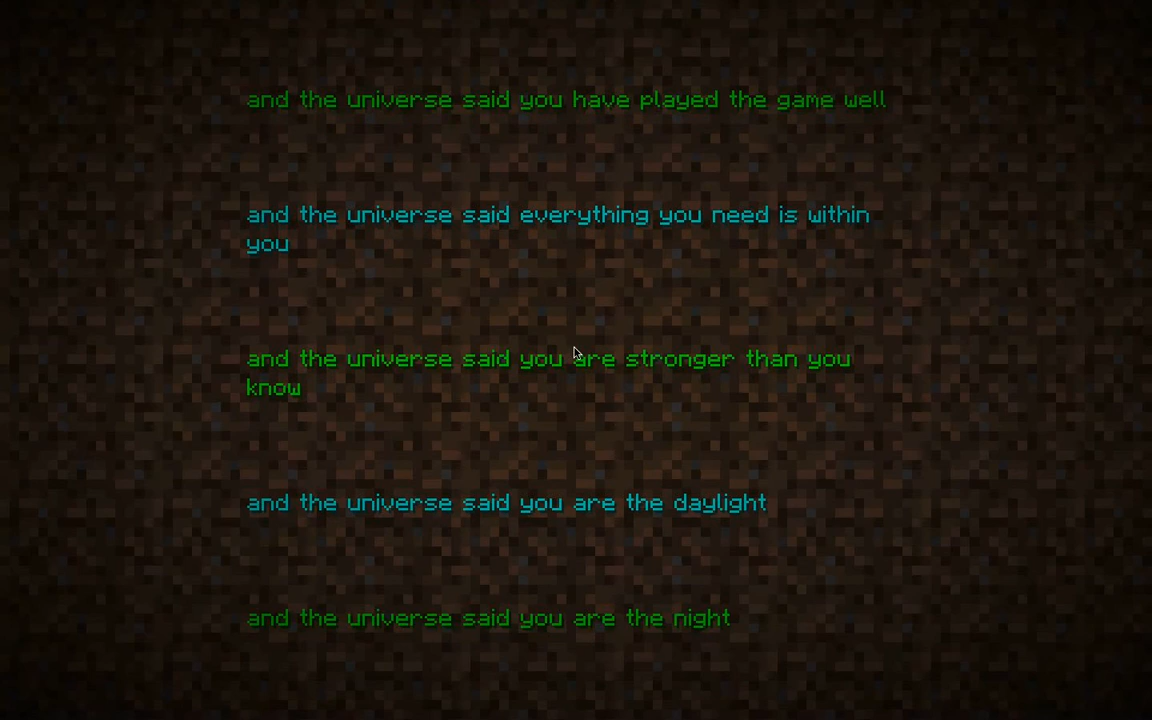 and the universe said you have played the game well
and the universe said everything you need is within
you
and the universe said you are stronger than you
know
and the universe said you are the daylight
and the universe said you are the night